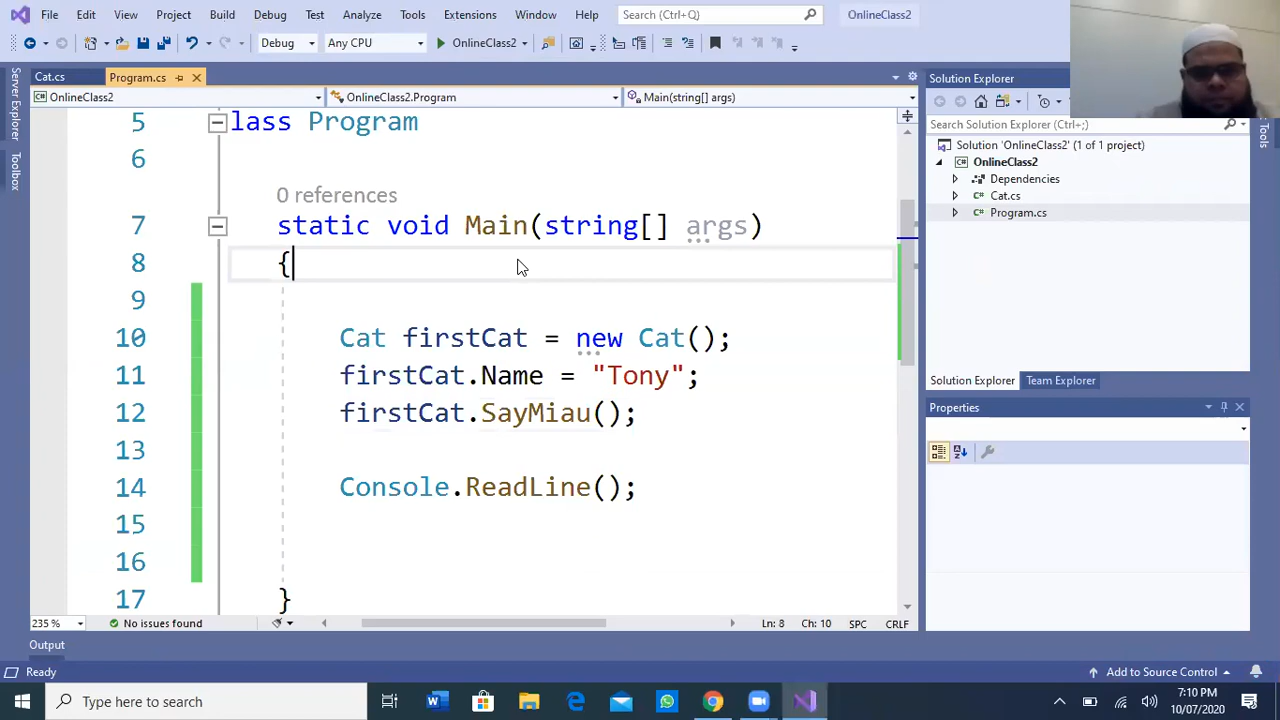 File Edit View Project Build Debug Test Analyze Tools Extensions Window Help Search (Ctrl+Q) OnlineClass2
Debug Any CPU OnlineClass2
Server Explorer
Toolbox
Cat.cs Program.cs
OnlineClass2 OnlineClass2.Program Main(string[] args)
5 lass Program
6
0 references
7 static void Main(string[] args)
8 {
9
10 Cat firstCat = new Cat();
11 firstCat.Name = "Tony";
12 firstCat.SayMiau();
13
14 Console.ReadLine();
15
16
17 }
235 % No issues found Ln: 8 Ch: 10 SPC CRLF
Output
Solution Explorer
Search Solution Explorer (Ctrl+;)
Solution 'OnlineClass2' (1 of 1 project)
OnlineClass2
Dependencies
Cat.cs
Program.cs
Solution Explorer Team Explorer
Properties
Tools
Ready Add to Source Control
Type here to search
7:10 PM
10/07/2020